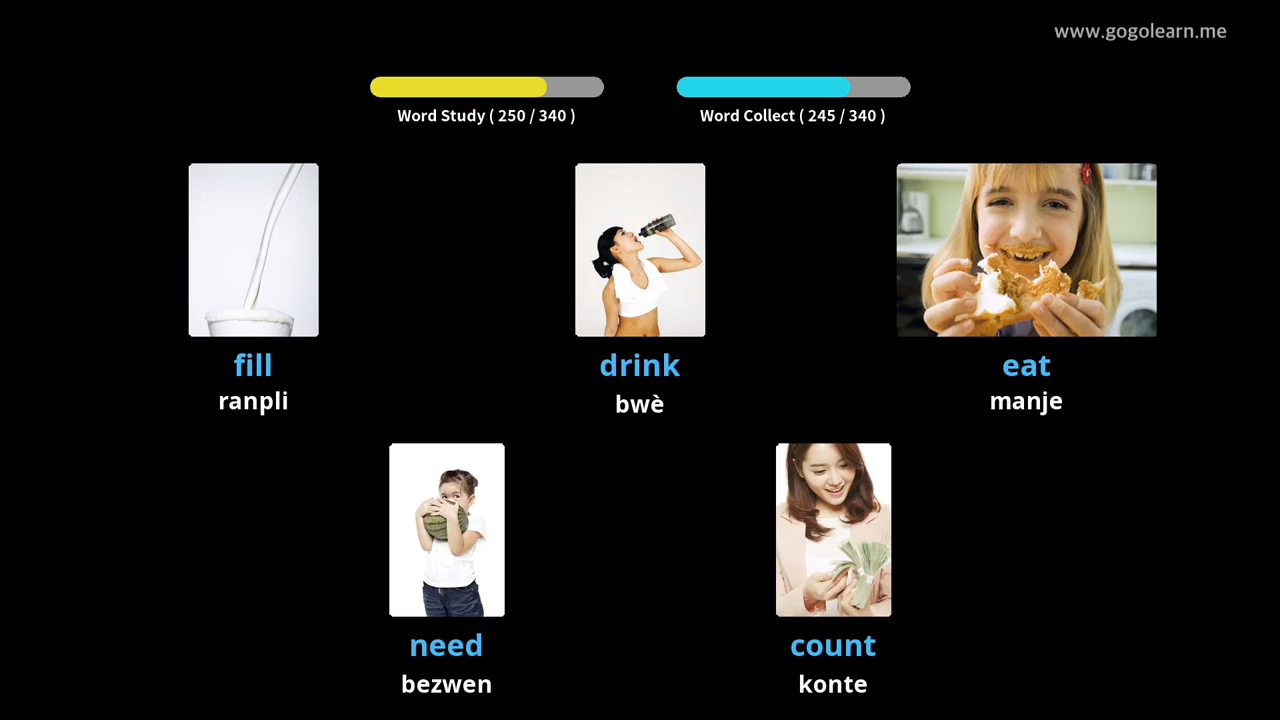 www.gogolearn.me
Word Study ( 250 / 340 )
Word Collect ( 245 / 340 )
fill
ranpli
drink
bwè
eat
manje
need
bezwen
count
konte